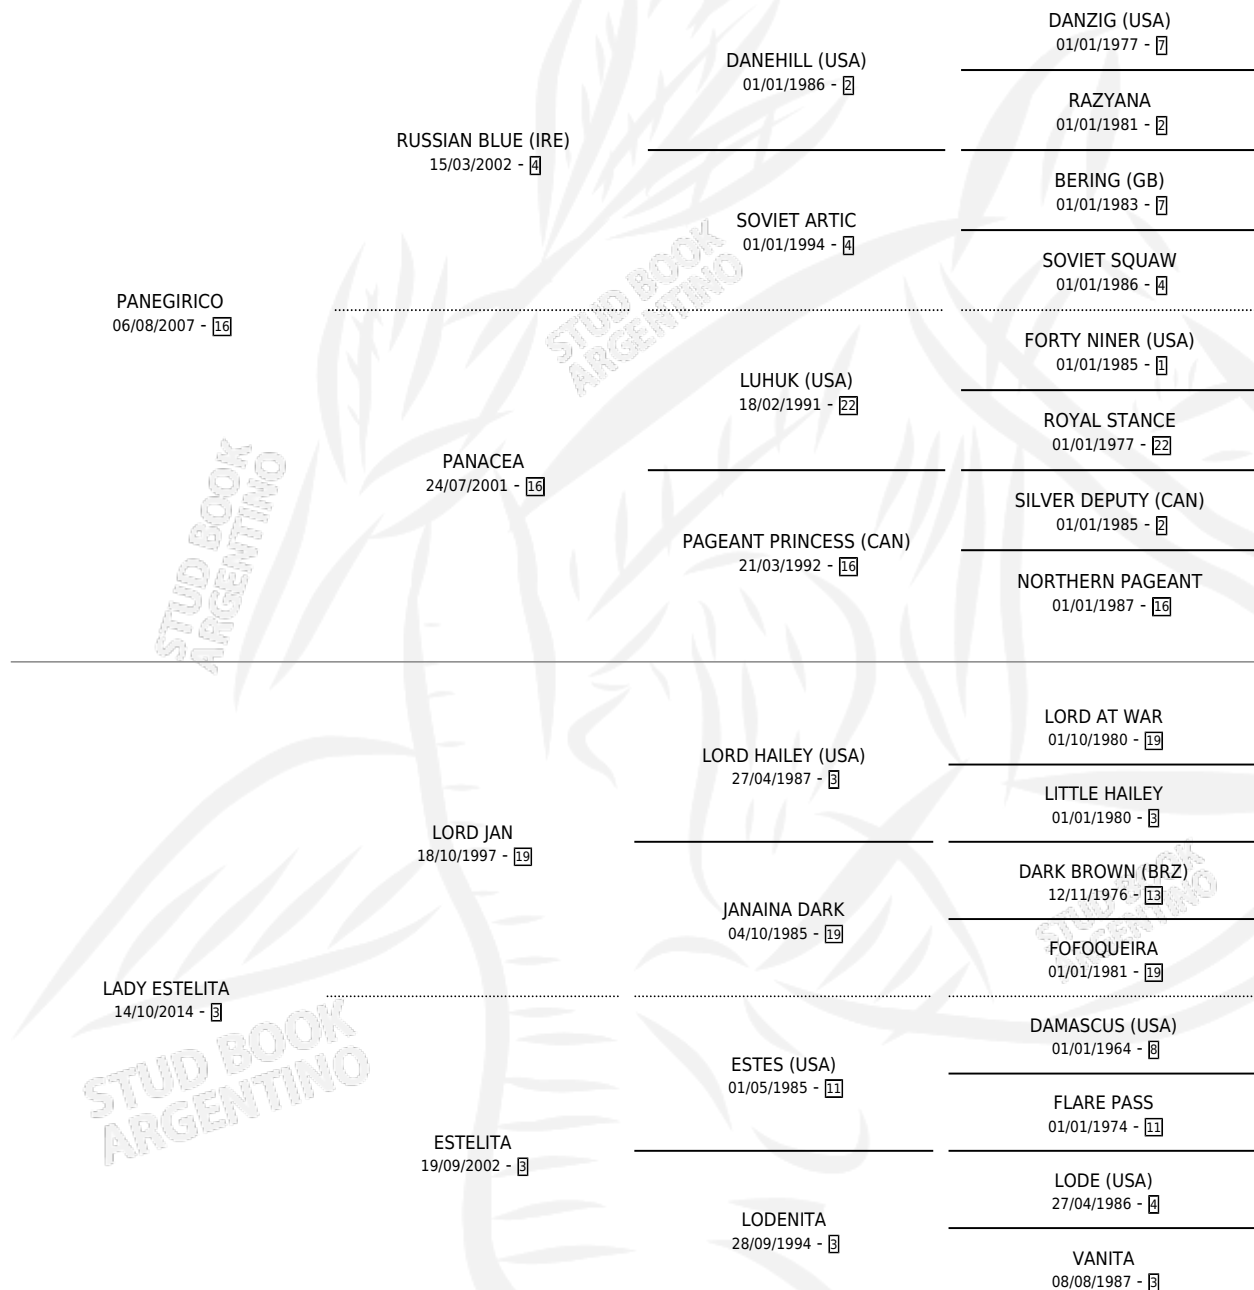 DANZIG (USA)
01/01/1977 - 7
DANEHILL (USA)
01/01/1986 - 2
RAZYANA
01/01/1981 - 2
RUSSIAN BLUE (IRE)
15/03/2002 - 4
BERING (GB)
01/01/1983 - 7
SOVIET ARTIC
01/01/1994 - 4
SOVIET SQUAW
01/01/1986 - 4
PANEGIRICO
06/08/2007 - 16
FORTY NINER (USA)
01/01/1985 - 1
LUHUK (USA)
18/02/1991 - 22
ROYAL STANCE
01/01/1977 - 22
PANACEA
24/07/2001 - 16
SILVER DEPUTY (CAN)
01/01/1985 - 2
PAGEANT PRINCESS (CAN)
21/03/1992 - 16
NORTHERN PAGEANT
01/01/1987 - 16
LORD AT WAR
01/10/1980 - 19
LORD HAILEY (USA)
27/04/1987 - 3
LITTLE HAILEY
01/01/1980 - 3
LORD JAN
18/10/1997 - 19
DARK BROWN (BRZ)
12/11/1976 - 13
JANAINA DARK
04/10/1985 - 19
FOFOQUEIRA
01/01/1981 - 19
LADY ESTELITA
14/10/2014 - 3
DAMASCUS (USA)
01/01/1964 - 8
ESTES (USA)
01/05/1985 - 11
FLARE PASS
01/01/1974 - 11
ESTELITA
19/09/2002 - 3
LODE (USA)
27/04/1986 - 4
LODENITA
28/09/1994 - 3
VANITA
08/08/1987 - 3
STUD BOOK
ARGENTINO
STUD BOOK
ARGENTINO
STUD BOOK
ARGENTINO
STUD BOOK
ARGENTINO